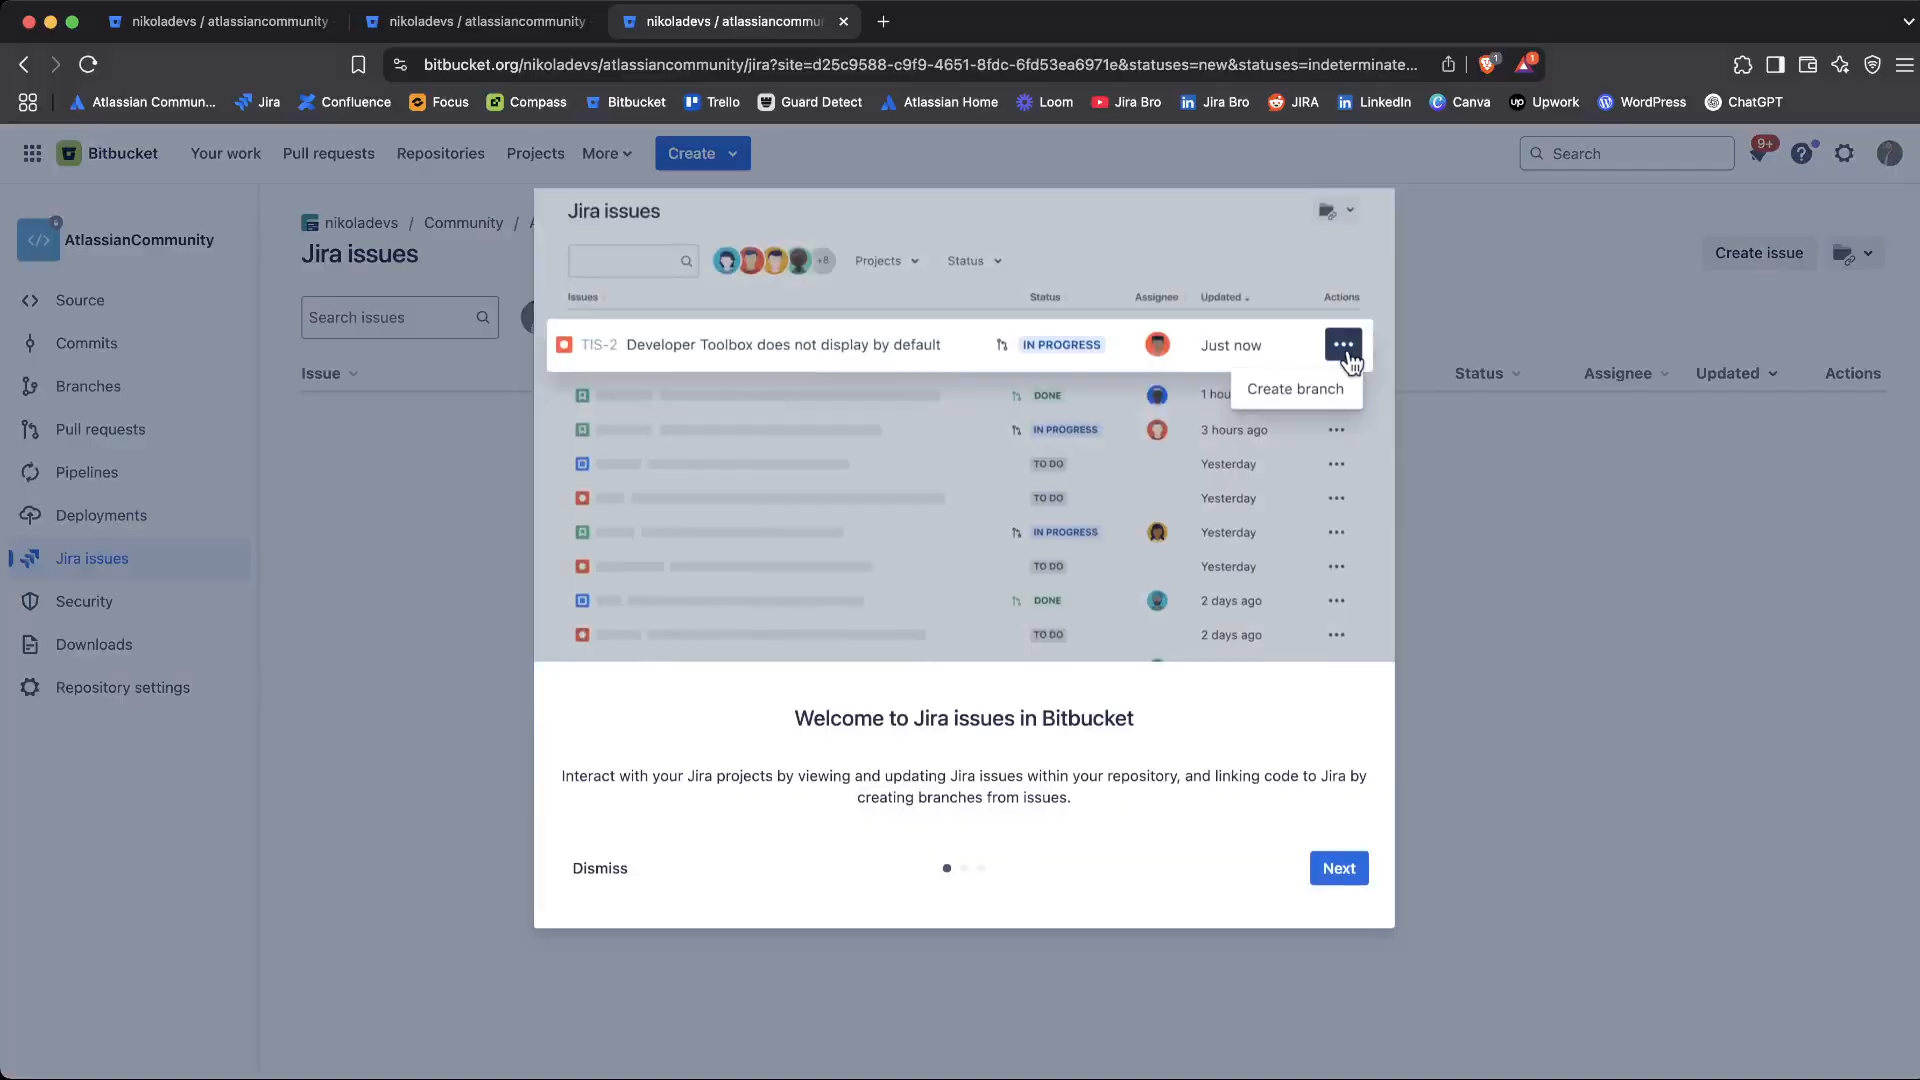 nikoladevs / atlassiancommunity
nikoladevs / atlassiancommunity
nikoladevs / atlassiancommu
bitbucket.org/nikoladevs/atlassiancommunity/jira?site=d25c9588-c9f9-4651-8fdc-6fd53ea6971e&statuses=new&statuses=indeterminate...
1
1
Atlassian Commun...
Jira
Confluence
Focus
Compass
Bitbucket
Trello
Guard Detect
Atlassian Home
Loom
Jira Bro
Jira Bro
JIRA
LinkedIn
Canva
Upwork
WordPress
ChatGPT
Bitbucket
Your work
Pull requests
Repositories
Projects
More
Create
Search
9+
AtlassianCommunity
Source
Commits
Branches
Pull requests
Pipelines
Deployments
Jira issues
Security
Downloads
Repository settings
nikoladevs / Community /
Jira issues
Create issue
Search issues
Issue
Status
Assignee
Updated
Actions
Jira issues
+8
Projects
Status
Issues
Status
Assignee
Updated
Actions
TIS-2 Developer Toolbox does not display by default
IN PROGRESS
Just now
Create branch
DONE
1 hou
IN PROGRESS
3 hours ago
TO DO
Yesterday
TO DO
Yesterday
IN PROGRESS
Yesterday
TO DO
Yesterday
DONE
2 days ago
TO DO
2 days ago
Welcome to Jira issues in Bitbucket
Interact with your Jira projects by viewing and updating Jira issues within your repository, and linking code to Jira by
creating branches from issues.
Dismiss
Next